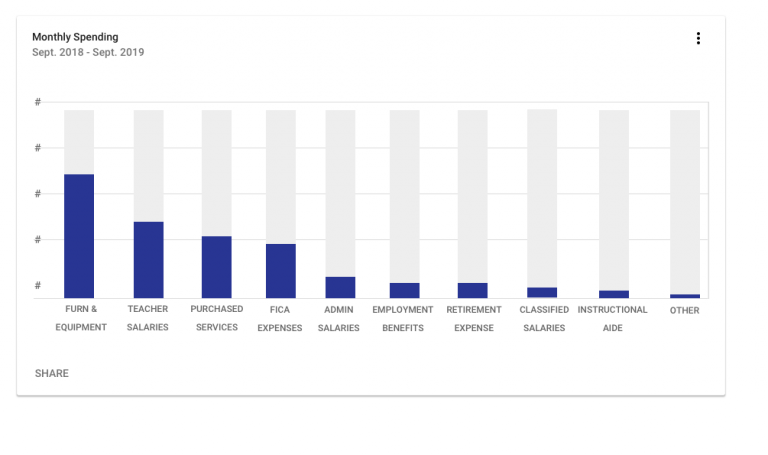 Monthly Spending
Sept. 2018 - Sept. 2019
#
#
#
#
#
FURN & EQUIPMENT
TEACHER SALARIES
PURCHASED SERVICES
FICA EXPENSES
ADMIN SALARIES
EMPLOYMENT BENEFITS
RETIREMENT EXPENSE
CLASSIFIED SALARIES
INSTRUCTIONAL AIDE
OTHER
SHARE